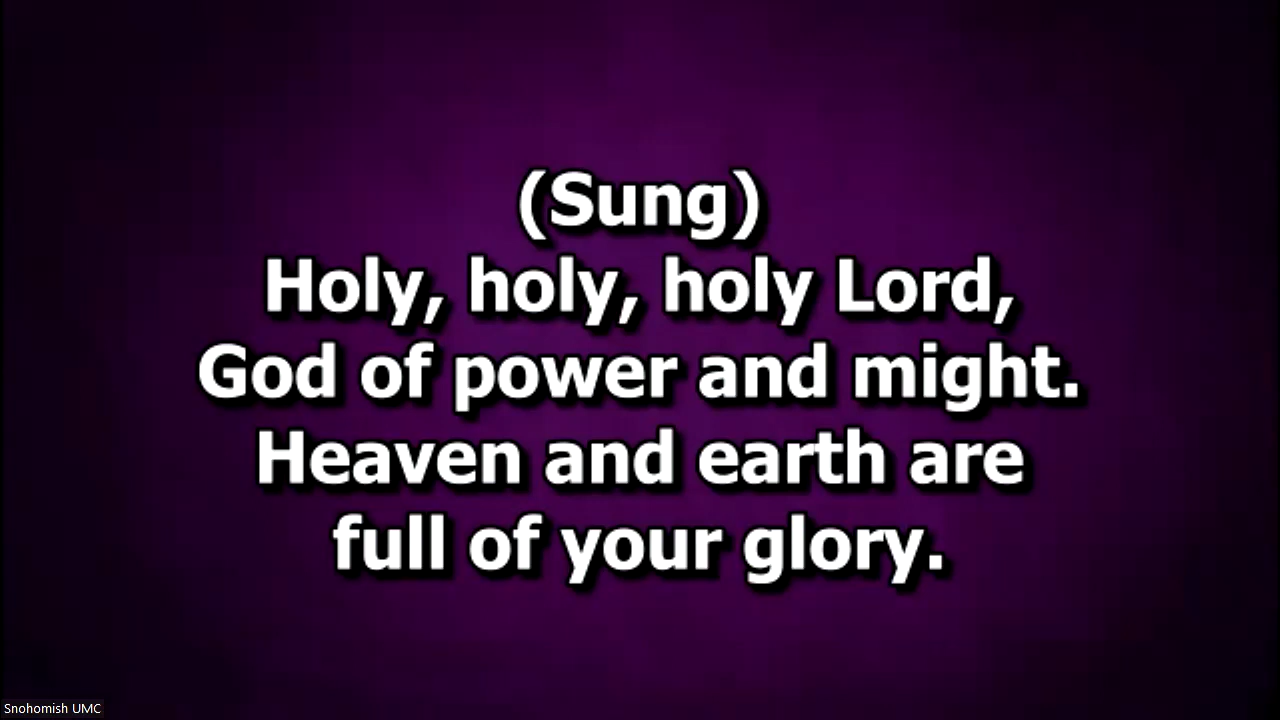 (Sung)
Holy, holy, holy Lord,
God of power and might.
Heaven and earth are
full of your glory.
Snohomish UMC